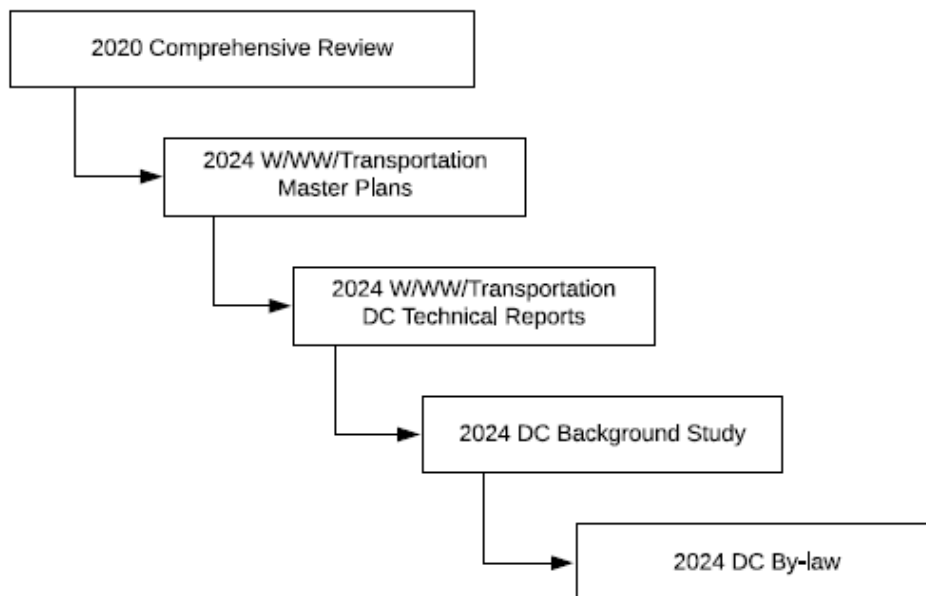 2020 Comprehensive Review
2024 W/WW/Transportation
Master Plans
2024 W/WW/Transportation
DC Technical Reports
2024 DC Background Study
2024 DC By-law